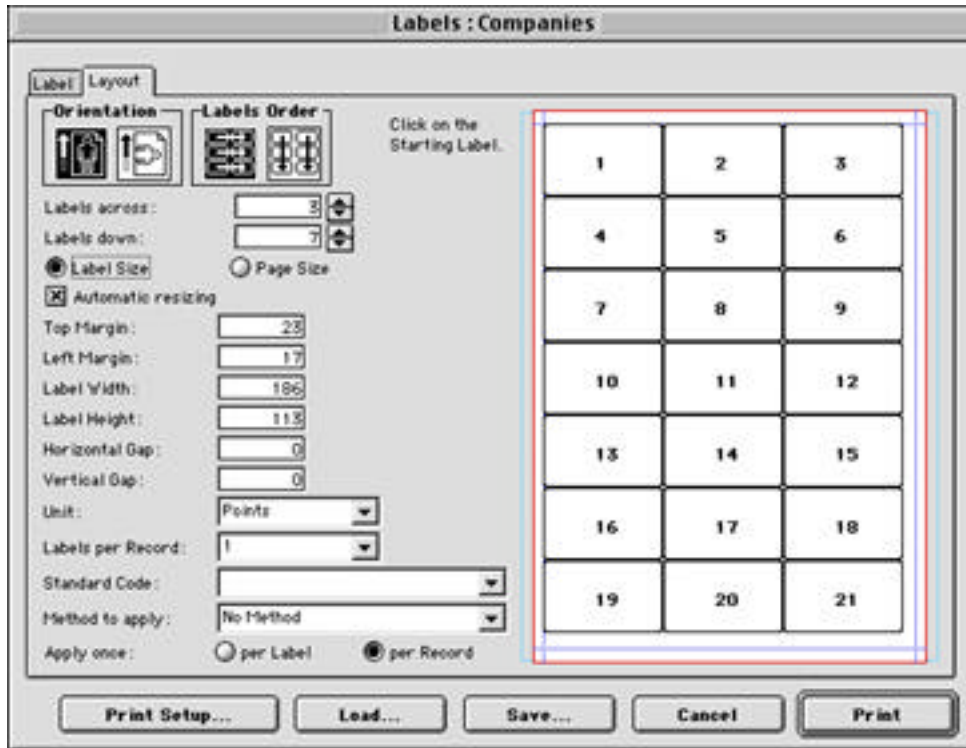 Labels : Companies
Label Layout
Orientation Labels Order
Click on the
Starting Label.
Labels across : 3
Labels down : 7
Label Size Page Size
Automatic resizing
Top Margin : 23
Left Margin : 17
Label Width : 186
Label Height : 113
Horizontal Gap : 0
Vertical Gap : 0
Unit : Points
Labels per Record : 1
Standard Code :
Method to apply : No Method
Apply once : per Label per Record
1 2 3
4 5 6
7 8 9
10 11 12
13 14 15
16 17 18
19 20 21
Print Setup... Load... Save... Cancel Print